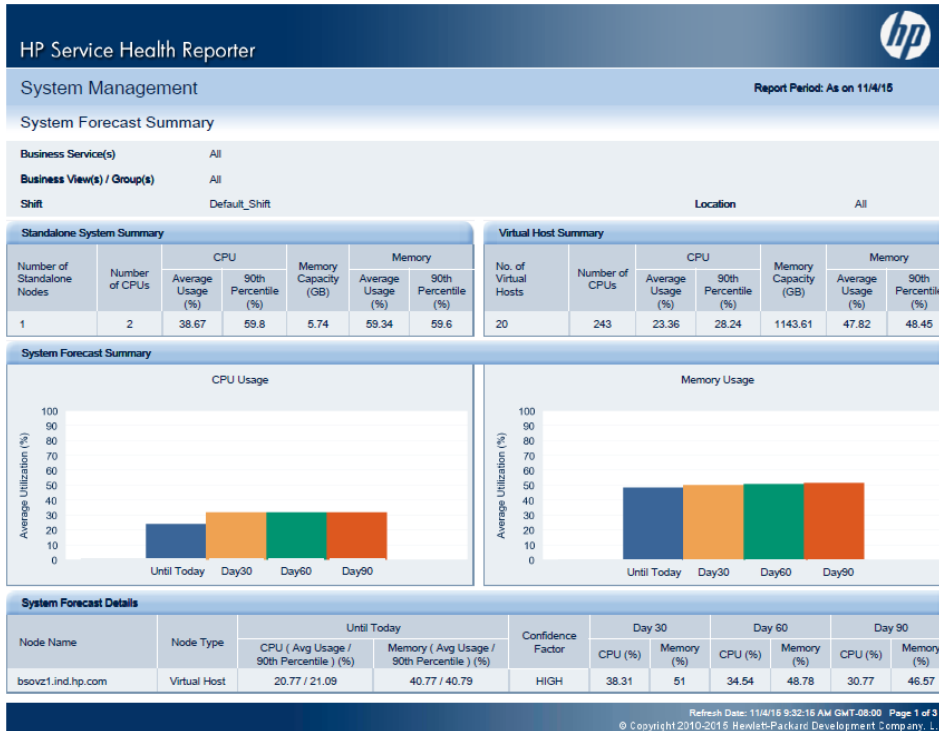 hp
HP Service Health Reporter
System Management
Report Period: As on 11/4/15
System Forecast Summary
Business Service(s) All
Business View(s) / Group(s) All
Shift Default_Shift Location All
Standalone System Summary
Number of Standalone Nodes Number of CPUs CPU Memory Capacity (GB) Memory
Average Usage (%) 90th Percentile (%) Average Usage (%) 90th Percentile (%)
1 2 38.67 59.8 5.74 59.34 59.6
Virtual Host Summary
No. of Virtual Hosts Number of CPUs CPU Memory Capacity (GB) Memory
Average Usage (%) 90th Percentile (%) Average Usage (%) 90th Percentile (%)
20 243 23.36 28.24 1143.61 47.82 48.45
System Forecast Summary
CPU Usage
Average Utilization (%)
100
90
80
70
60
50
40
30
20
10
0
Until Today Day30 Day60 Day90
Memory Usage
Average Utilization (%)
100
90
80
70
60
50
40
30
20
10
0
Until Today Day30 Day60 Day90
System Forecast Details
Node Name Node Type Until Today Confidence Factor Day 30 Day 60 Day 90
CPU ( Avg Usage / 90th Percentile ) (%) Memory ( Avg Usage / 90th Percentile ) (%) CPU (%) Memory (%) CPU (%) Memory (%) CPU (%) Memory (%)
bsovz1.ind.hp.com Virtual Host 20.77 / 21.09 40.77 / 40.79 HIGH 38.31 51 34.54 48.78 30.77 46.57
Refresh Date: 11/4/15 9:32:16 AM GMT-08:00 Page 1 of 3
© Copyright 2010-2015 Hewlett-Packard Development Company, L.